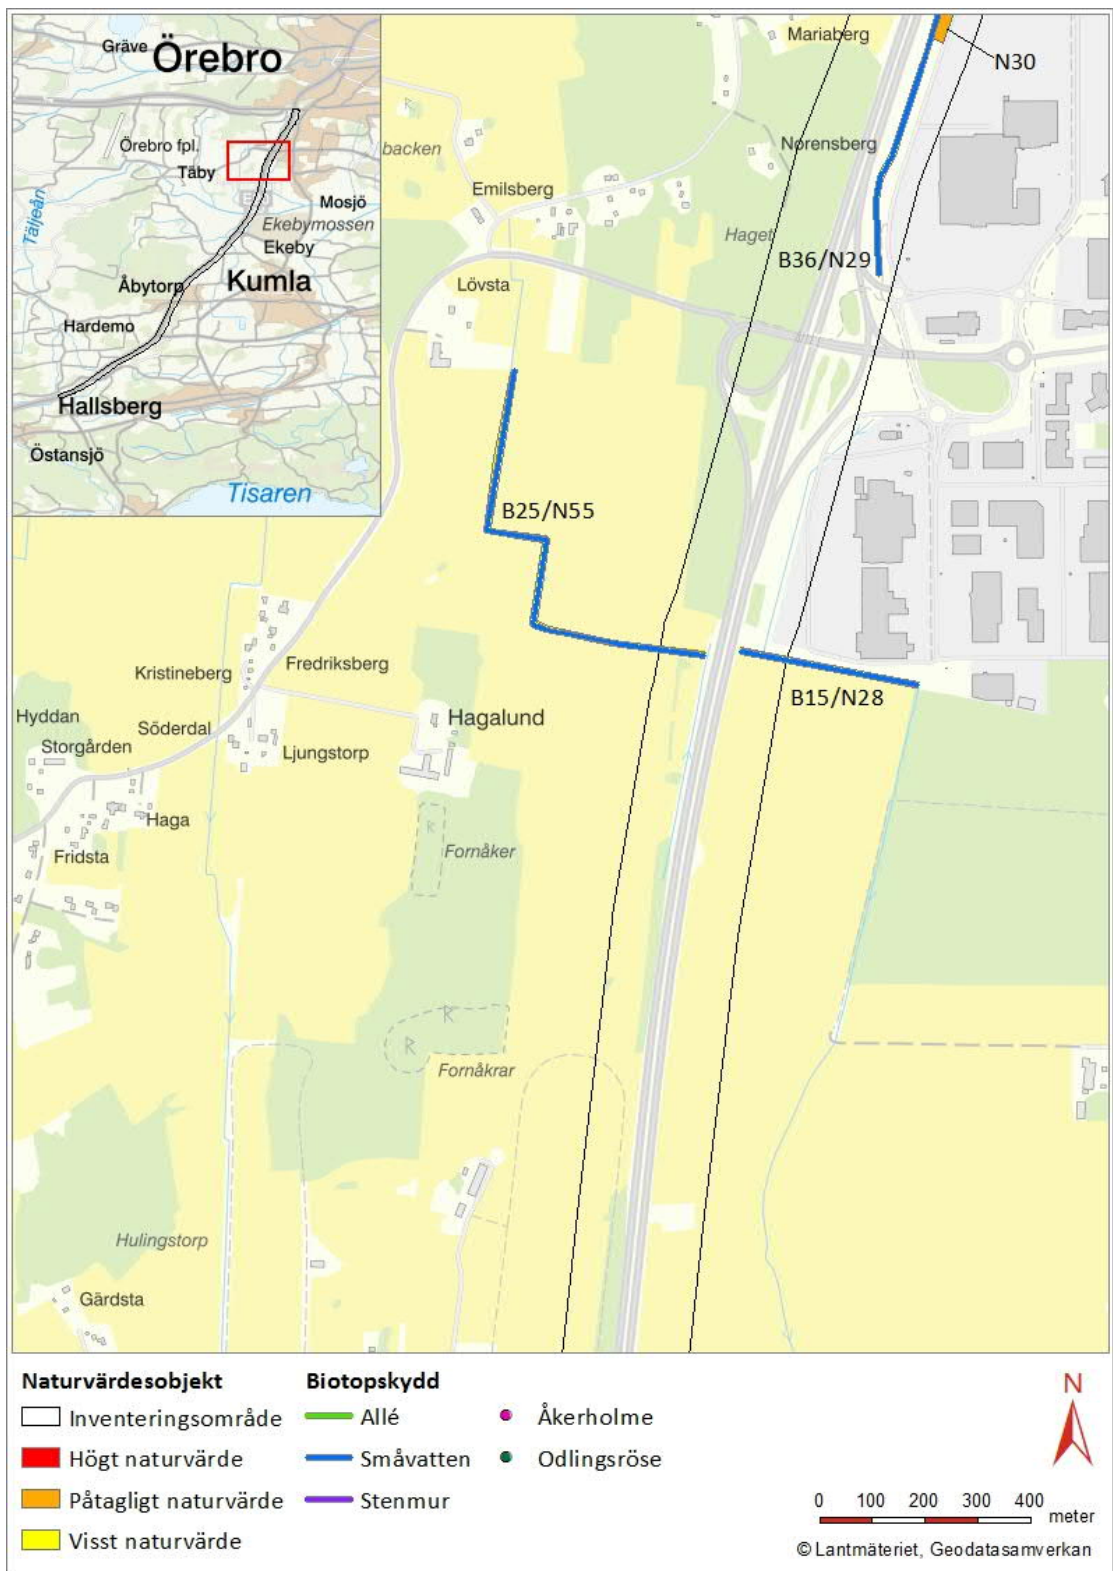 Gräve
Örebro
Örebro fpl.
Täby
Täljeån
Mosjö
Ekebymossen
Ekeby
Åbytorp
Kumla
Hardemo
Hallsberg
Östansjö
Tisaren
Mariaberg
N30
backen
Norensberg
Emilsberg
Haget
B36/N29
Lövsta
B25/N55
Kristineberg
Fredriksberg
B15/N28
Hyddan
Storgården
Söderdal
Hagalund
Ljungstorp
Haga
Fridsta
R
Fornåker
R
R
Fornåkrar
Hulingstorp
Gärdsta
Naturvärdesobjekt
Inventeringsområde
Högt naturvärde
Påtagligt naturvärde
Visst naturvärde
Biotopskydd
Allé
Småvatten
Stenmur
Åkerholme
Odlingsröse
N
0 100 200 300 400
meter
© Lantmäteriet, Geodatasamverkan